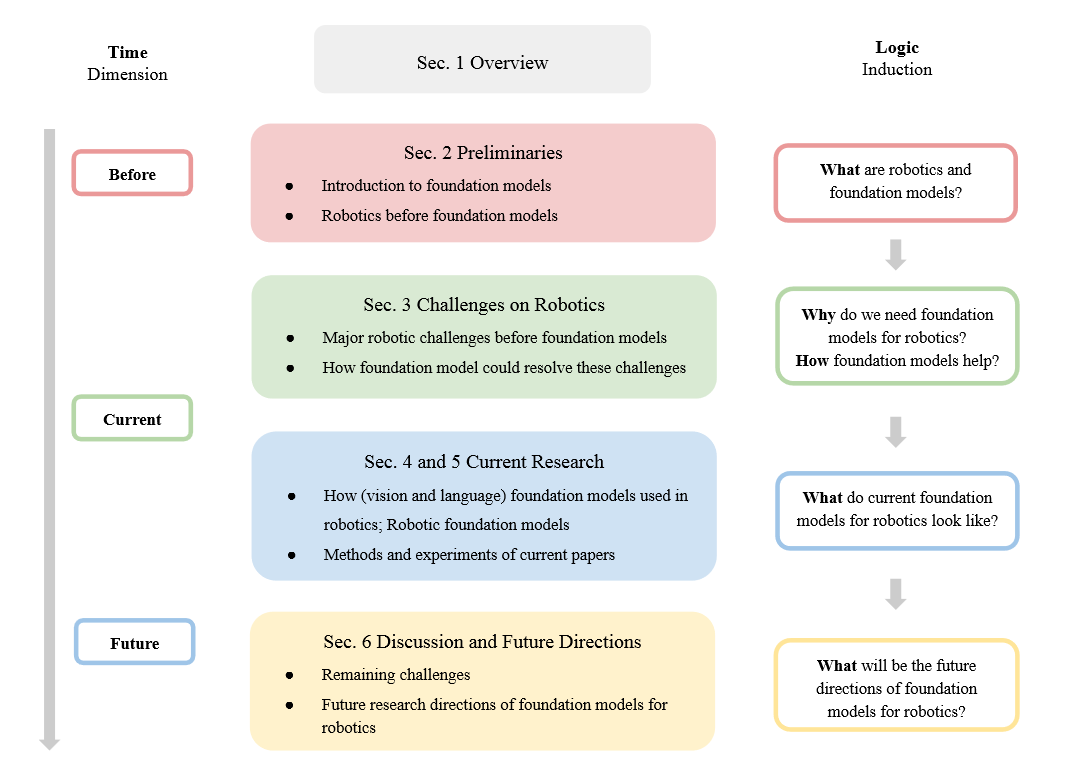 Time
Dimension
Sec. 1 Overview
Logic
Induction
Before
Sec. 2 Preliminaries
● Introduction to foundation models
● Robotics before foundation models
What are robotics and
foundation models?
Sec. 3 Challenges on Robotics
● Major robotic challenges before foundation models
● How foundation model could resolve these challenges
Why do we need foundation
models for robotics?
How foundation models help?
Current
Sec. 4 and 5 Current Research
● How (vision and language) foundation models used in
robotics; Robotic foundation models
● Methods and experiments of current papers
What do current foundation
models for robotics look like?
Future
Sec. 6 Discussion and Future Directions
● Remaining challenges
● Future research directions of foundation models for
robotics
What will be the future
directions of foundation
models for robotics?